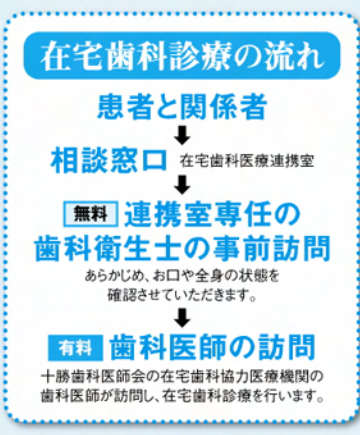 在宅歯科診療の流れ
患者と関係者
相談窓口 在宅歯科医療連携室
無料 連携室専任の
歯科衛生士の事前訪問
あらかじめ、お口や全身の状態を
確認させていただきます。
有料 歯科医師の訪問
十勝歯科医師会の在宅歯科協力医療機関の
歯科医師が訪問し、在宅歯科診療を行います。